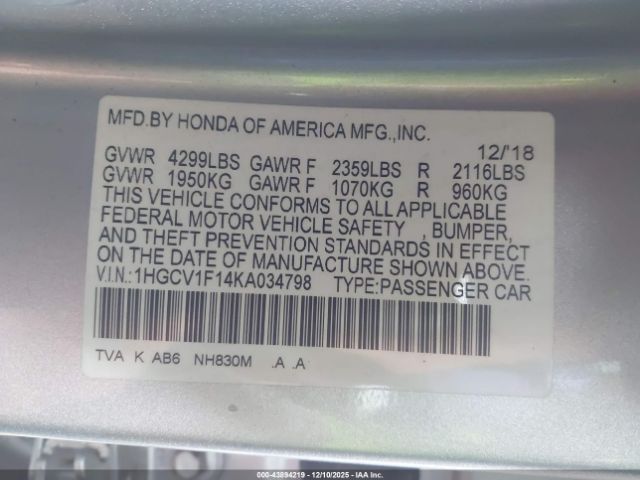 MFD.BY HONDA OF AMERICA MFG.,INC.
12/'18
GVWR 4299LBS GAWR F 2359LBS R 2116LBS
GVWR 1950KG GAWR F 1070KG R 960KG
THIS VEHICLE CONFORMS TO ALL APPLICABLE
FEDERAL MOTOR VEHICLE SAFETY , BUMPER,
AND THEFT PREVENTION STANDARDS IN EFFECT
ON THE DATE OF MANUFACTURE SHOWN ABOVE.
V.I.N.:1HGCV1F14KA034798 TYPE:PASSENGER CAR
TVA K AB6 NH830M .A .A
00-43894219 - 12/10/2025 - IAA Inc.